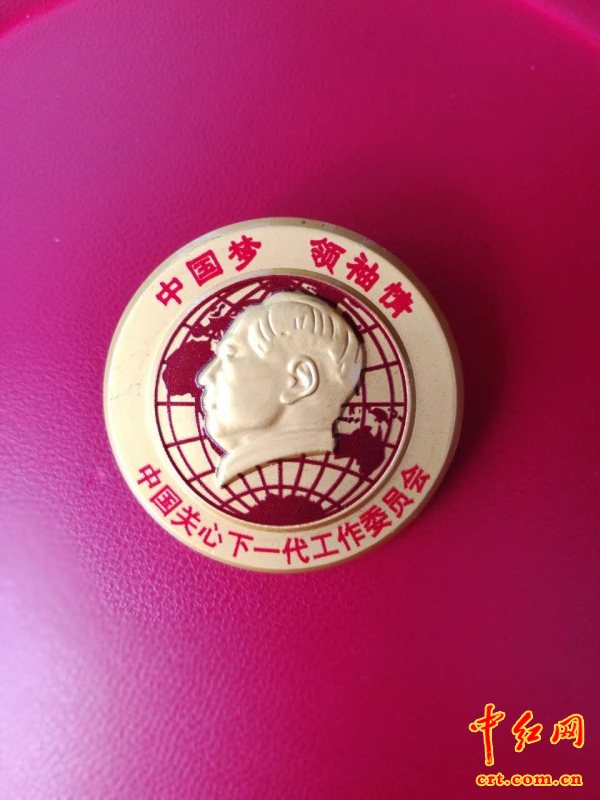 中国梦 领袖情
中国关心下一代工作委员会
中红网
crt.com.cn